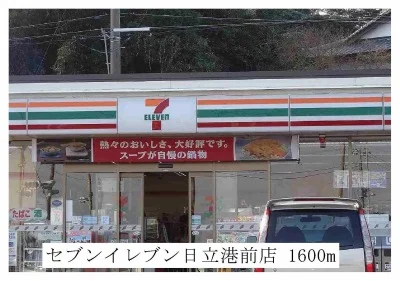 7
ELEVEN
熱々のおいしさ、大好評です。
スープが自慢の鍋物
たばこ
酒
セブンイレブン日立港前店 1600m